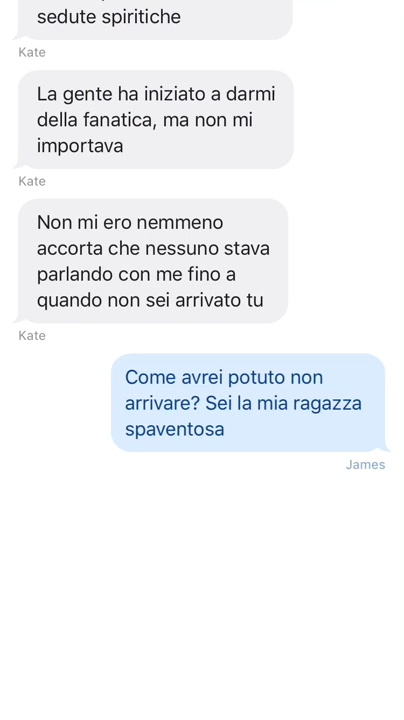 sedute spiritiche
Kate
La gente ha iniziato a darmi
della fanatica, ma non mi
importava
Kate
Non mi ero nemmeno
accorta che nessuno stava
parlando con me fino a
quando non sei arrivato tu
Kate
Come avrei potuto non
arrivare? Sei la mia ragazza
spaventosa
James